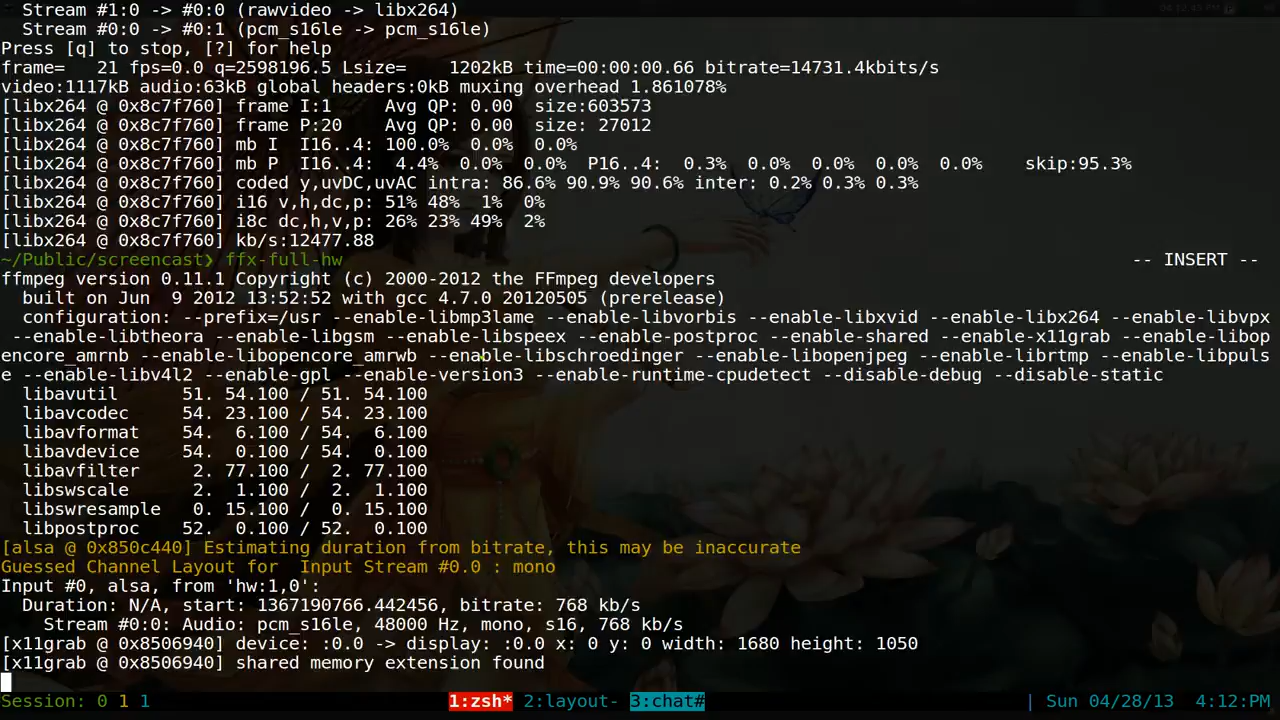 Stream #1:0 -> #0:0 (rawvideo -> libx264)
Stream #0:0 -> #0:1 (pcm_s16le -> pcm_s16le)
Press [q] to stop, [?] for help
frame=   21 fps=0.0 q=2598196.5 Lsize=    1202kB time=00:00:00.66 bitrate=14731.4kbits/s
video:1117kB audio:63kB global headers:0kB muxing overhead 1.861078%
[libx264 @ 0x8c7f760] frame I:1     Avg QP: 0.00  size:603573
[libx264 @ 0x8c7f760] frame P:20    Avg QP: 0.00  size: 27012
[libx264 @ 0x8c7f760] mb I  I16..4: 100.0%  0.0%  0.0%
[libx264 @ 0x8c7f760] mb P  I16..4:  4.4%  0.0%  0.0%  P16..4:  0.3%  0.0%  0.0%  0.0%  0.0%    skip:95.3%
[libx264 @ 0x8c7f760] coded y,uvDC,uvAC intra: 86.6% 90.9% 90.6% inter: 0.2% 0.3% 0.3%
[libx264 @ 0x8c7f760] i16 v,h,dc,p: 51% 48%  1%  0%
[libx264 @ 0x8c7f760] i8c dc,h,v,p: 26% 23% 49%  2%
[libx264 @ 0x8c7f760] kb/s:12477.88
~/Public/screencast❯ ffx-full-hw -- INSERT --
ffmpeg version 0.11.1 Copyright (c) 2000-2012 the FFmpeg developers
built on Jun  9 2012 13:52:52 with gcc 4.7.0 20120505 (prerelease)
configuration: --prefix=/usr --enable-libmp3lame --enable-libvorbis --enable-libxvid --enable-libx264 --enable-libvpx
--enable-libtheora --enable-libgsm --enable-libspeex --enable-postproc --enable-shared --enable-x11grab --enable-libop
encore_amrnb --enable-libopencore_amrwb --enable-libschroedinger --enable-libopenjpeg --enable-librtmp --enable-libpuls
e --enable-libv4l2 --enable-gpl --enable-version3 --enable-runtime-cpudetect --disable-debug --disable-static
libavutil      51. 54.100 / 51. 54.100
libavcodec     54. 23.100 / 54. 23.100
libavformat    54.  6.100 / 54.  6.100
libavdevice    54.  0.100 / 54.  0.100
libavfilter     2. 77.100 /  2. 77.100
libswscale      2.  1.100 /  2.  1.100
libswresample   0. 15.100 /  0. 15.100
libpostproc    52.  0.100 / 52.  0.100
[alsa @ 0x850c440] Estimating duration from bitrate, this may be inaccurate
Guessed Channel Layout for  Input Stream #0.0 : mono
Input #0, alsa, from 'hw:1,0':
Duration: N/A, start: 1367190766.442456, bitrate: 768 kb/s
Stream #0:0: Audio: pcm_s16le, 48000 Hz, mono, s16, 768 kb/s
[x11grab @ 0x8506940] device: :0.0 -> display: :0.0 x: 0 y: 0 width: 1680 height: 1050
[x11grab @ 0x8506940] shared memory extension found
Session: 0 1 1 1:zsh* 2:layout- 3:chat# | Sun 04/28/13  4:12:PM